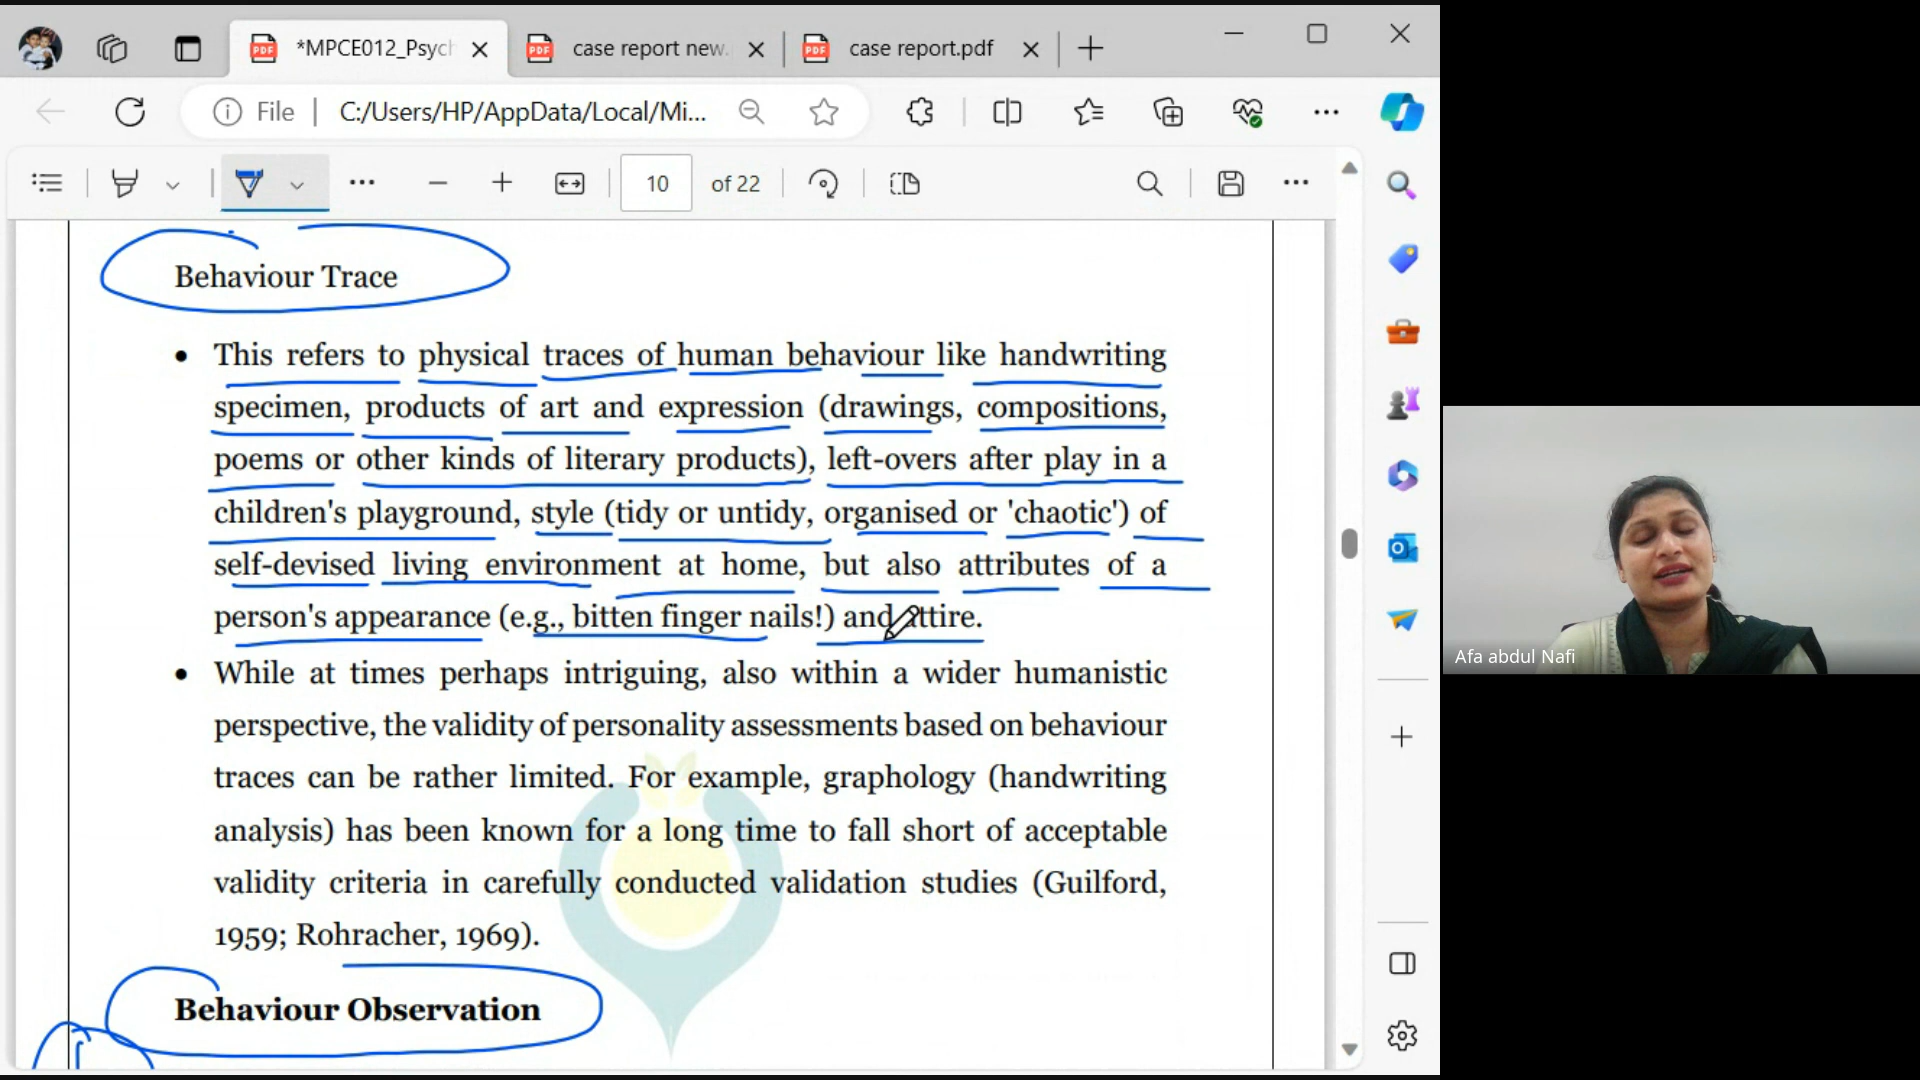 *MPCE012_Psych
case report new.
case report.pdf
File
C:/Users/HP/AppData/Local/Mi...
10 of 22
Behaviour Trace
• This refers to physical traces of human behaviour like handwriting
specimen, products of art and expression (drawings, compositions,
poems or other kinds of literary products), left-overs after play in a
children's playground, style (tidy or untidy, organised or 'chaotic') of
self-devised living environment at home, but also attributes of a
person's appearance (e.g., bitten finger nails!) and attire.
• While at times perhaps intriguing, also within a wider humanistic
perspective, the validity of personality assessments based on behaviour
traces can be rather limited. For example, graphology (handwriting
analysis) has been known for a long time to fall short of acceptable
validity criteria in carefully conducted validation studies (Guilford,
1959; Rohracher, 1969).
Behaviour Observation
Afa abdul Nafi